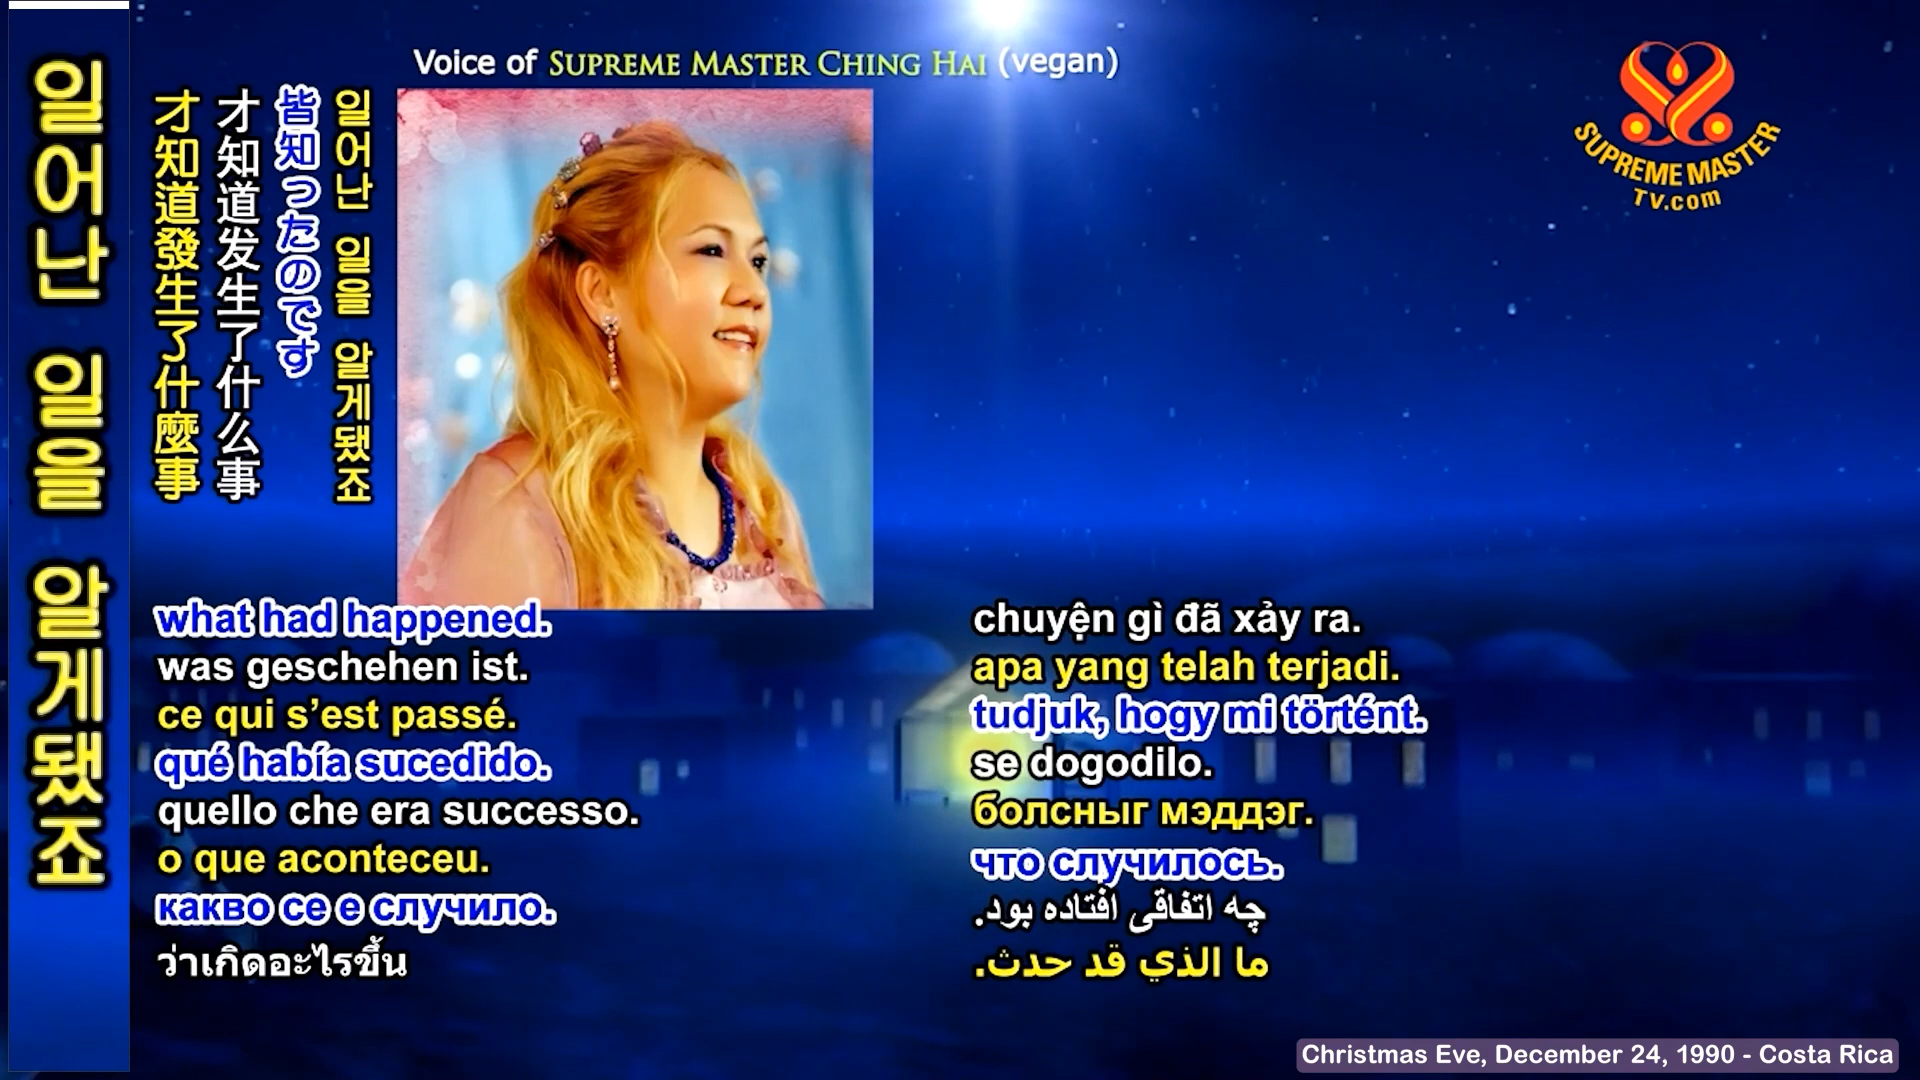 일어난 일을 알게됐죠
Voice of SUPREME MASTER CHING HAI (vegan)
SUPREME MASTER
TV.com
일어난 일을 알게됐죠
皆知ったのです
才知道发生了什么事
才知道發生了什麼事
what had happened.
was geschehen ist.
ce qui s’est passé.
qué había sucedido.
quello che era successo.
o que aconteceu.
какво се е случило.
ว่าเกิดอะไรขึ้น
chuyện gì đã xảy ra.
apa yang telah terjadi.
tudjuk, hogy mi történt.
se dogodilo.
болсныг мэддэг.
что случилось.
چه اتفاقی افتاده بود.
ما الذي قد حدث.
Christmas Eve, December 24, 1990 - Costa Rica